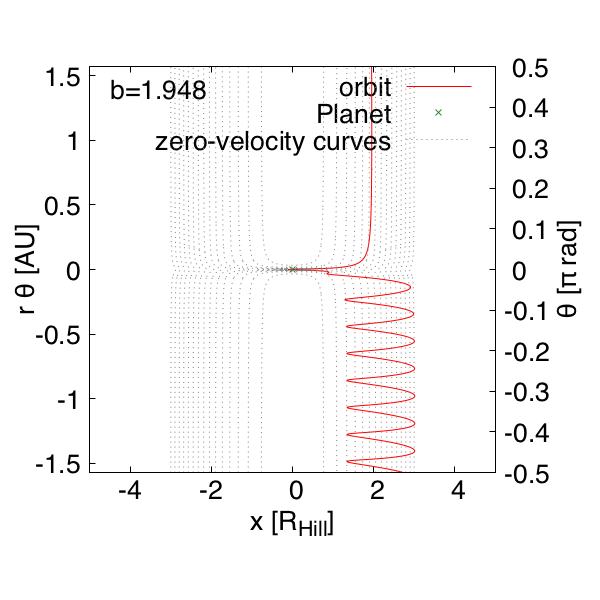 b=1.948
orbit
Planet
zero-velocity curves
r θ [AU]
1.5
1
0.5
0
-0.5
-1
-1.5
0.5
0.4
0.3
0.2
0.1
0
-0.1
-0.2
-0.3
-0.4
-0.5
θ [π rad]
-4 -2 0 2 4
x [R_Hill]